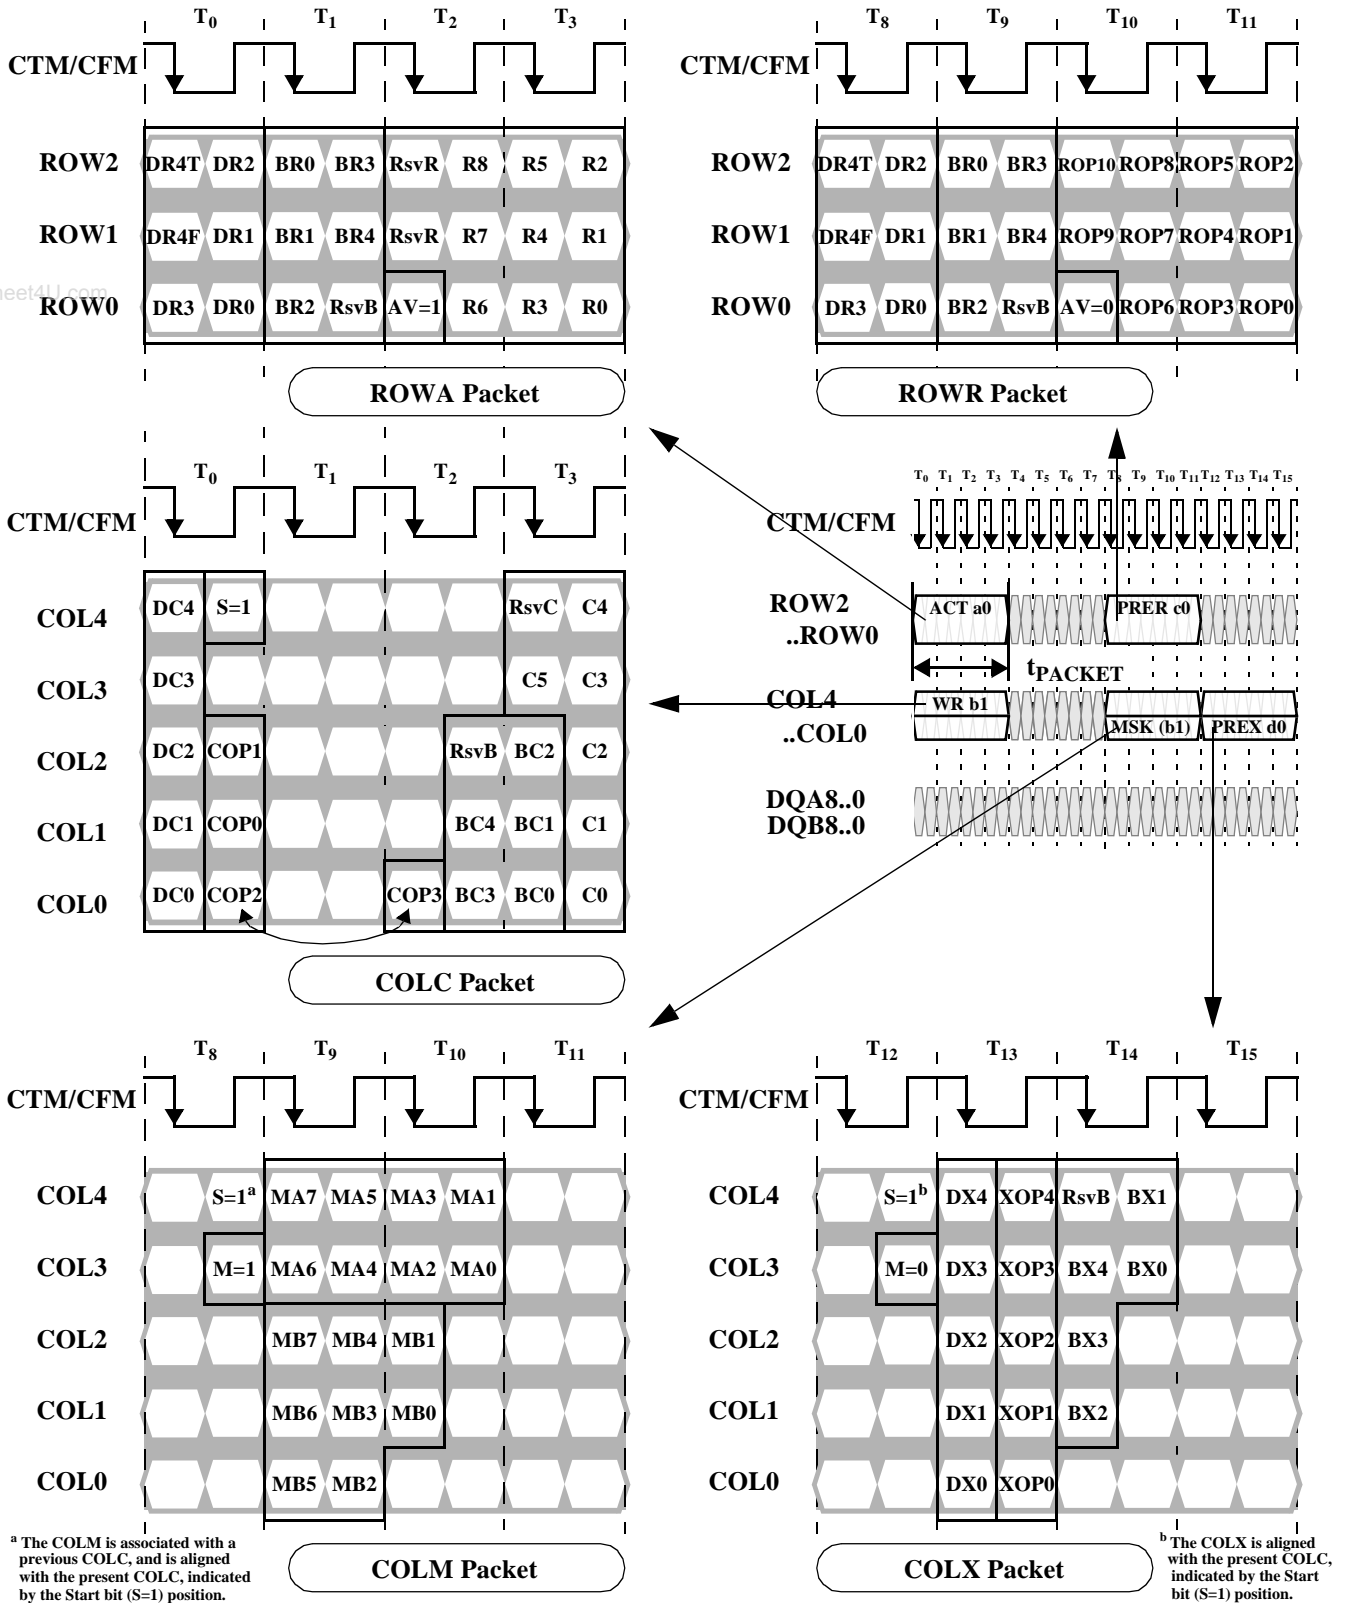 T0 T1 T2 T3
CTM/CFM
ROW2 DR4T DR2 BR0 BR3 RsvR R8 R5 R2
ROW1 DR4F DR1 BR1 BR4 RsvR R7 R4 R1
ROW0 DR3 DR0 BR2 RsvB AV=1 R6 R3 R0
ROWA Packet
T8 T9 T10 T11
CTM/CFM
ROW2 DR4T DR2 BR0 BR3 ROP10 ROP8 ROP5 ROP2
ROW1 DR4F DR1 BR1 BR4 ROP9 ROP7 ROP4 ROP1
ROW0 DR3 DR0 BR2 RsvB AV=0 ROP6 ROP3 ROP0
ROWR Packet
eet4U.com
T0 T1 T2 T3
CTM/CFM
COL4 DC4 S=1 RsvC C4
COL3 DC3 C5 C3
COL2 DC2 COP1 RsvB BC2 C2
COL1 DC1 COP0 BC4 BC1 C1
COL0 DC0 COP2 COP3 BC3 BC0 C0
COLC Packet
T0 T1 T2 T3 T4 T5 T6 T7 T8 T9 T10 T11 T12 T13 T14 T15
CTM/CFM
ROW2
..ROW0
ACT a0 PRER c0
tPACKET
COL4
..COL0
WR b1 MSK (b1) PREX d0
DQA8..0
DQB8..0
T8 T9 T10 T11
CTM/CFM
COL4 S=1a MA7 MA5 MA3 MA1
COL3 M=1 MA6 MA4 MA2 MA0
COL2 MB7 MB4 MB1
COL1 MB6 MB3 MB0
COL0 MB5 MB2
COLM Packet
a The COLM is associated with a
previous COLC, and is aligned
with the present COLC, indicated
by the Start bit (S=1) position.
T12 T13 T14 T15
CTM/CFM
COL4 S=1b DX4 XOP4 RsvB BX1
COL3 M=0 DX3 XOP3 BX4 BX0
COL2 DX2 XOP2 BX3
COL1 DX1 XOP1 BX2
COL0 DX0 XOP0
COLX Packet
b The COLX is aligned
with the present COLC,
indicated by the Start
bit (S=1) position.